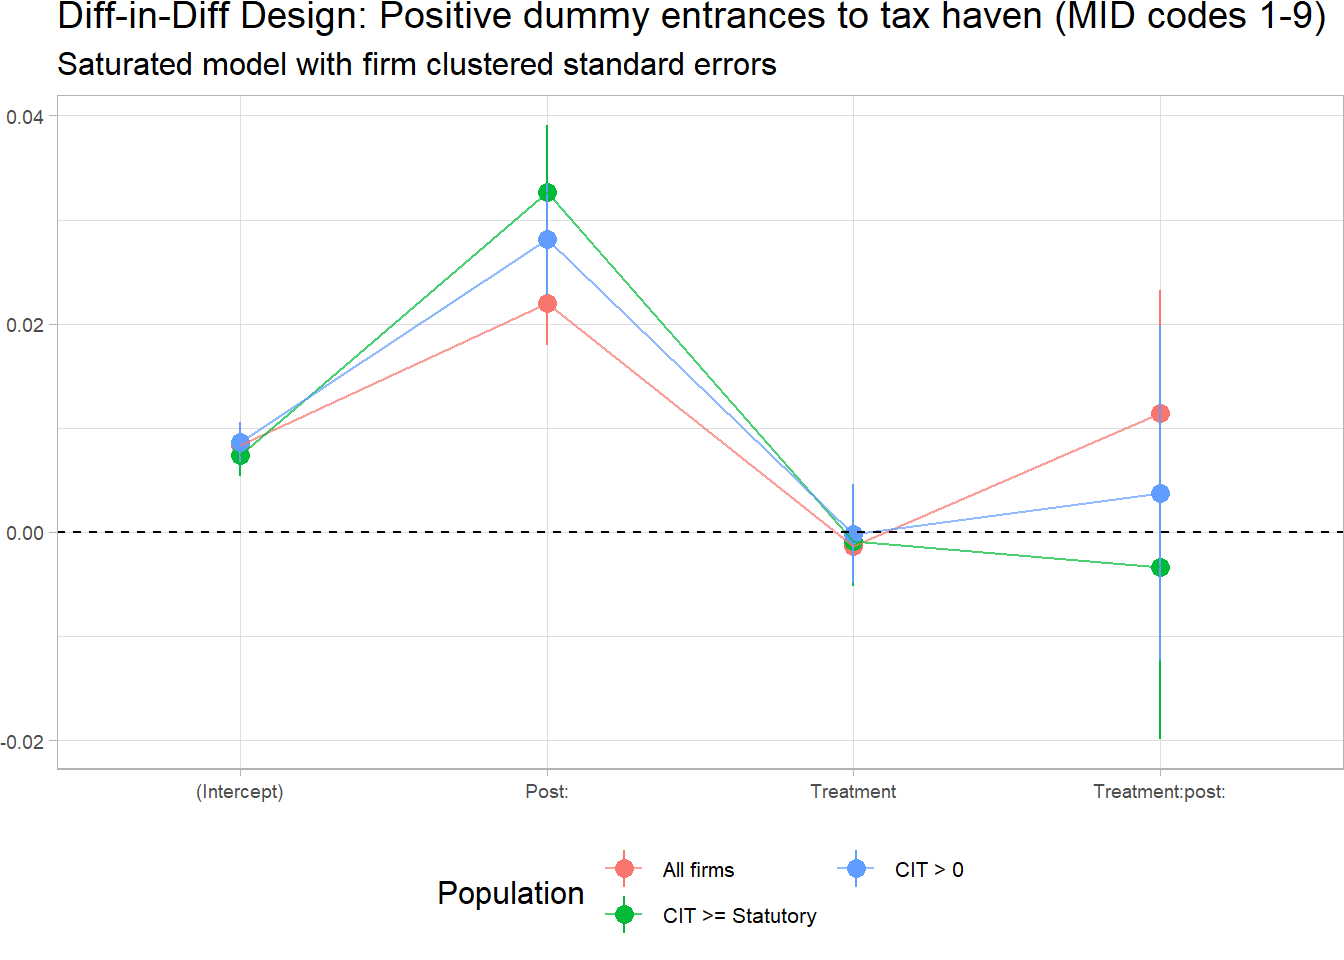 Diff-in-Diff Design: Positive dummy entrances to tax haven (MID codes 1-9)
Saturated model with firm clustered standard errors
0.04
0.02
0.00
-0.02
(Intercept) Post: Treatment Treatment:post:
Population
All firms
CIT > 0
CIT >= Statutory